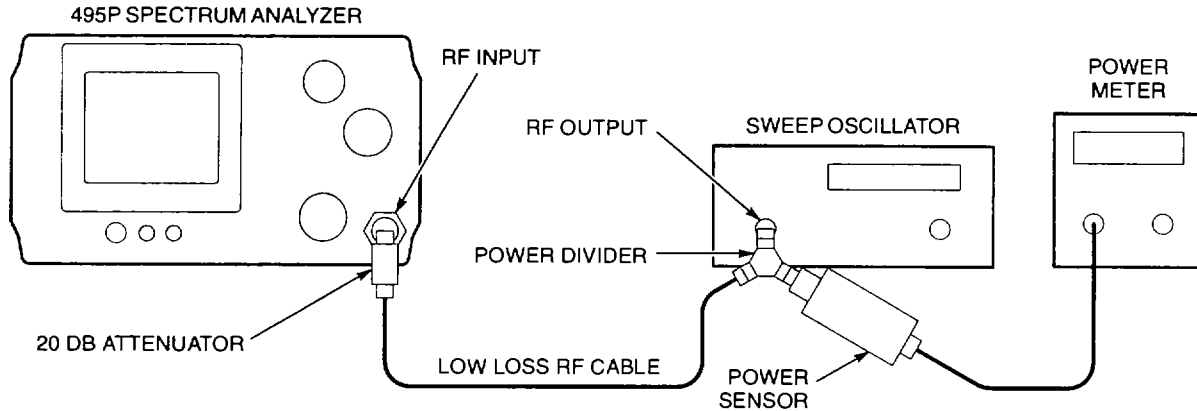 495P SPECTRUM ANALYZER
RF INPUT
RF OUTPUT
SWEEP OSCILLATOR
POWER
METER
POWER DIVIDER
20 DB ATTENUATOR
LOW LOSS RF CABLE
POWER
SENSOR